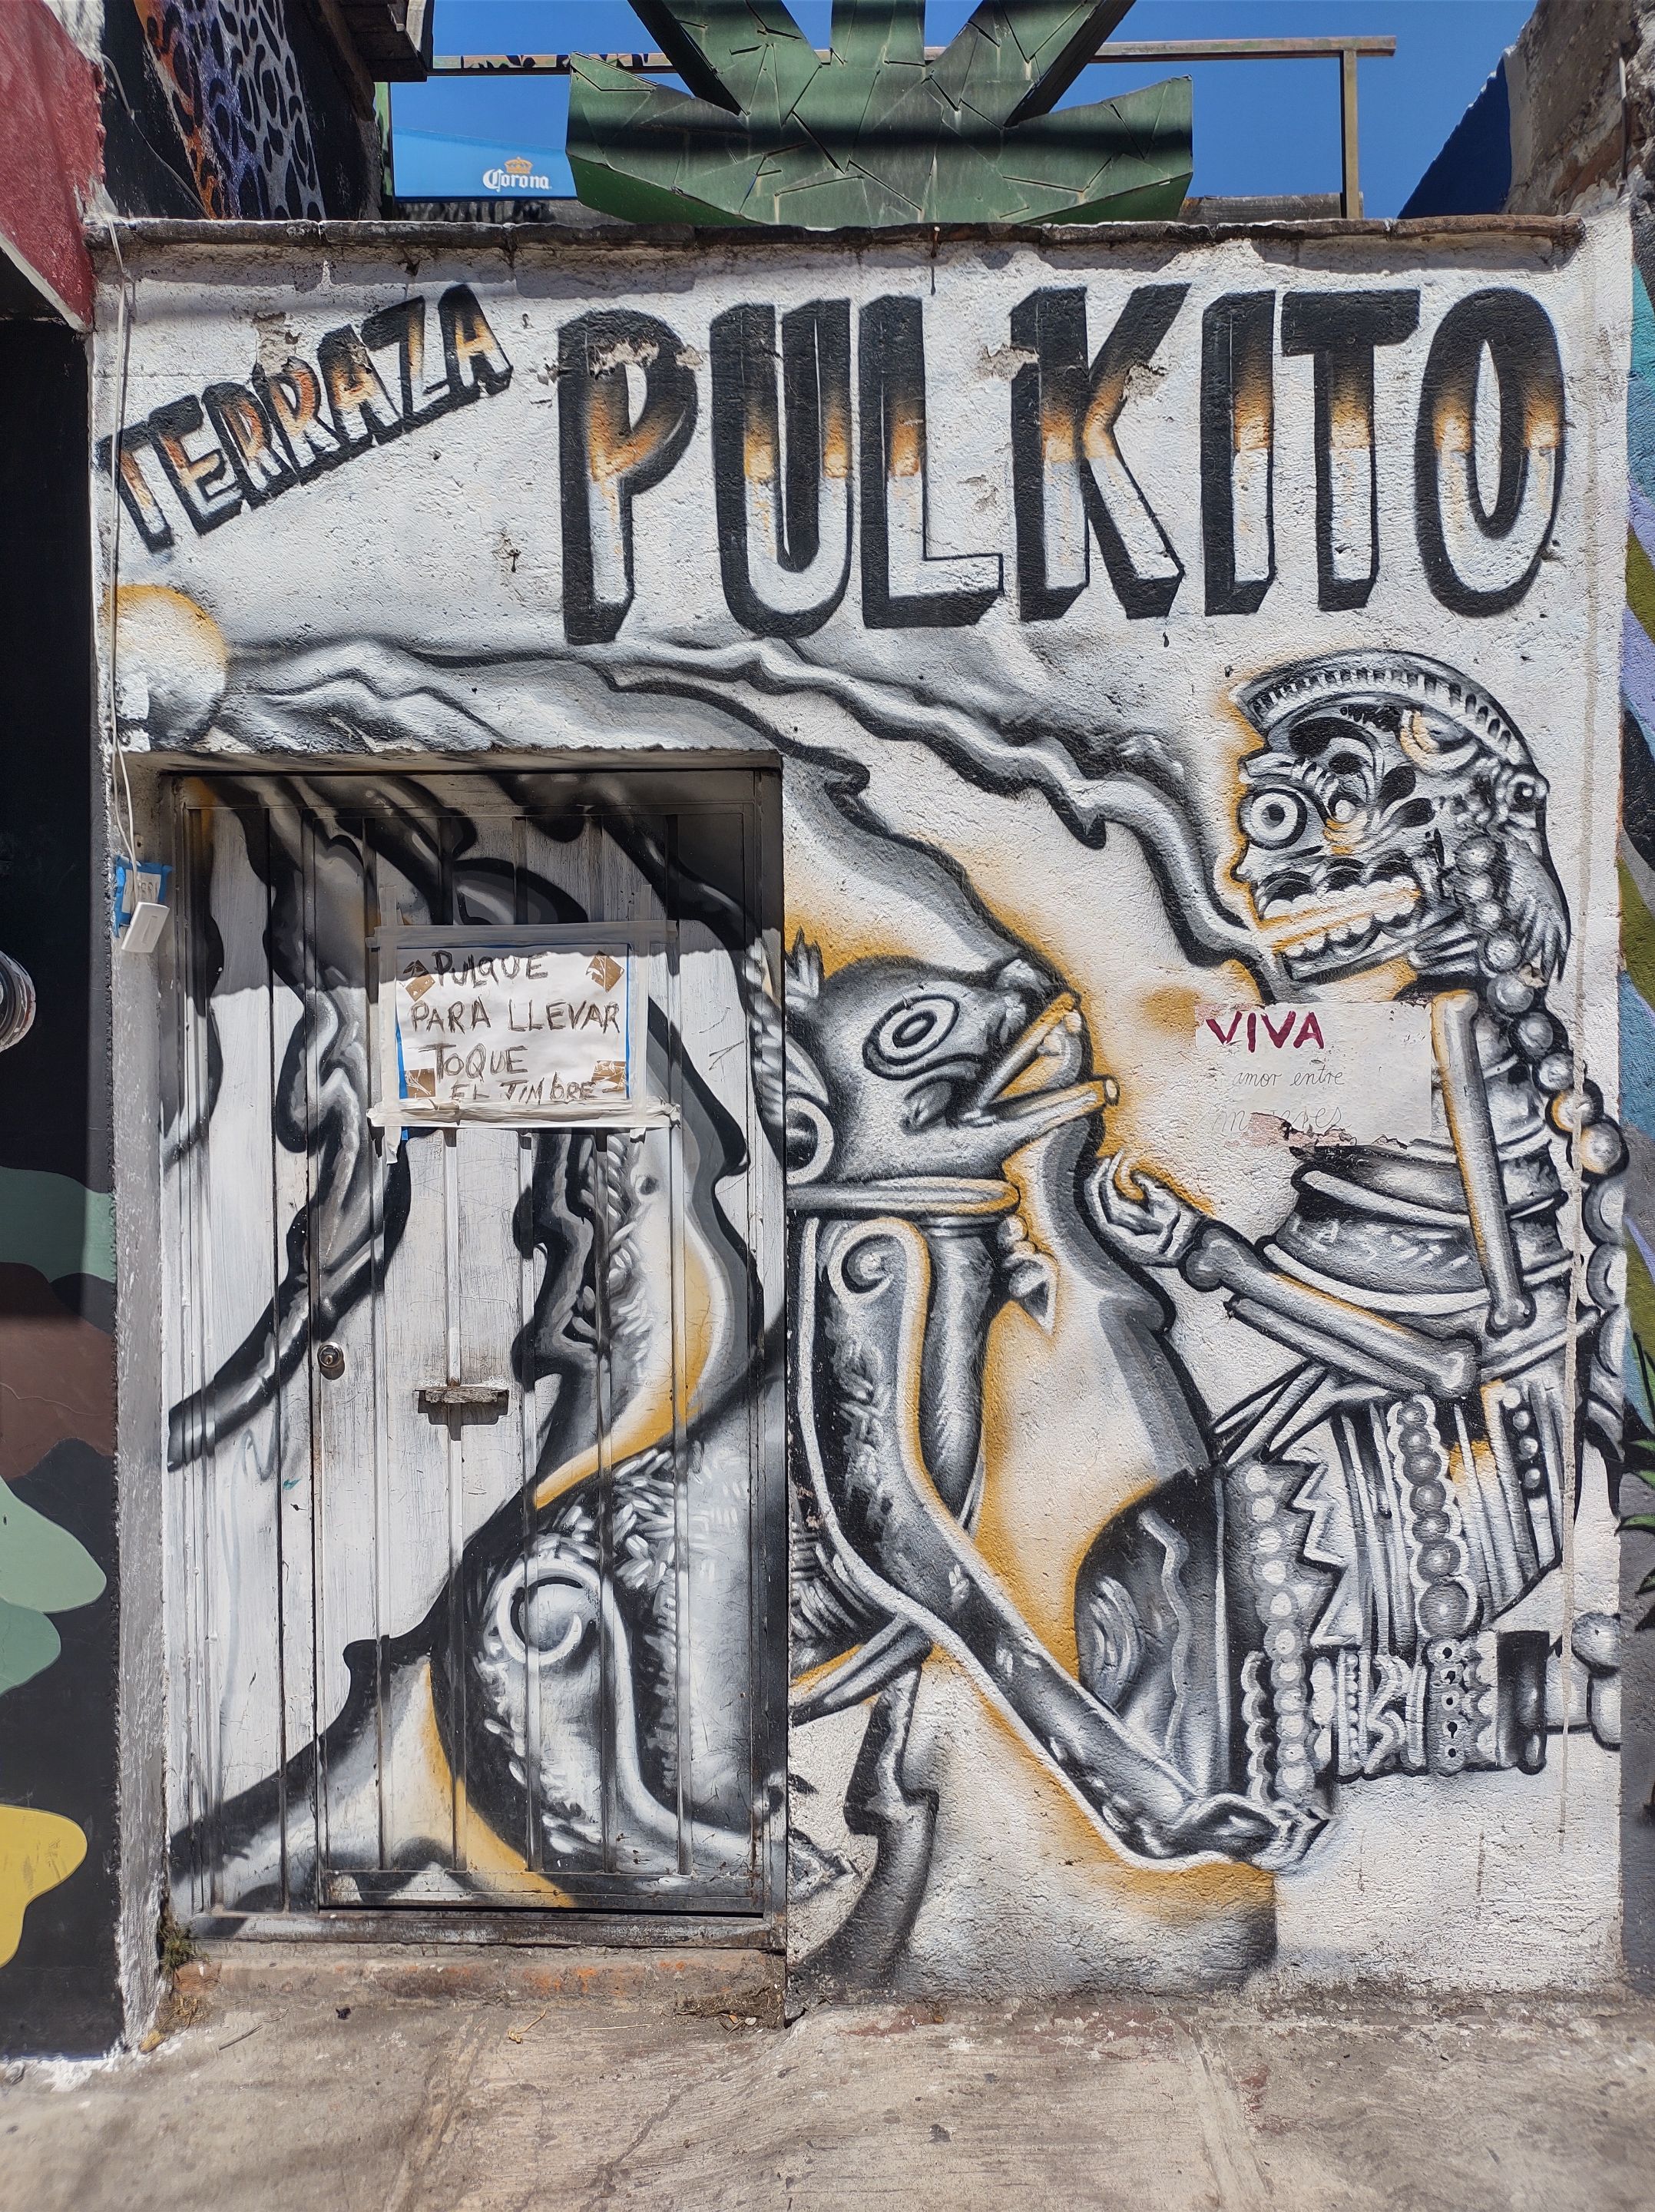 Corona
TERRAZA
PULKITO
PULQUE
PARA LLEVAR
TOQUE
EL TIMBRE
VIVA
amor entre